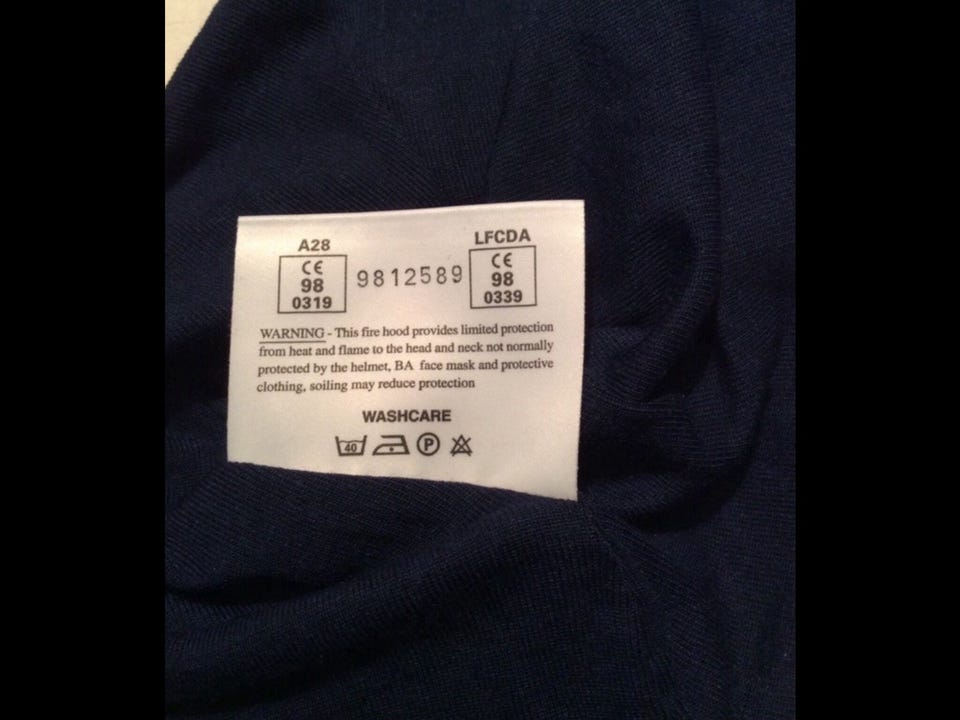 A28 LFCDA
CE 9812589 CE
98 98
0319 0339
WARNING - This fire hood provides limited protection
from heat and flame to the head and neck not normally
protected by the helmet, BA face mask and protective
clothing, soiling may reduce protection
WASHCARE
40 P